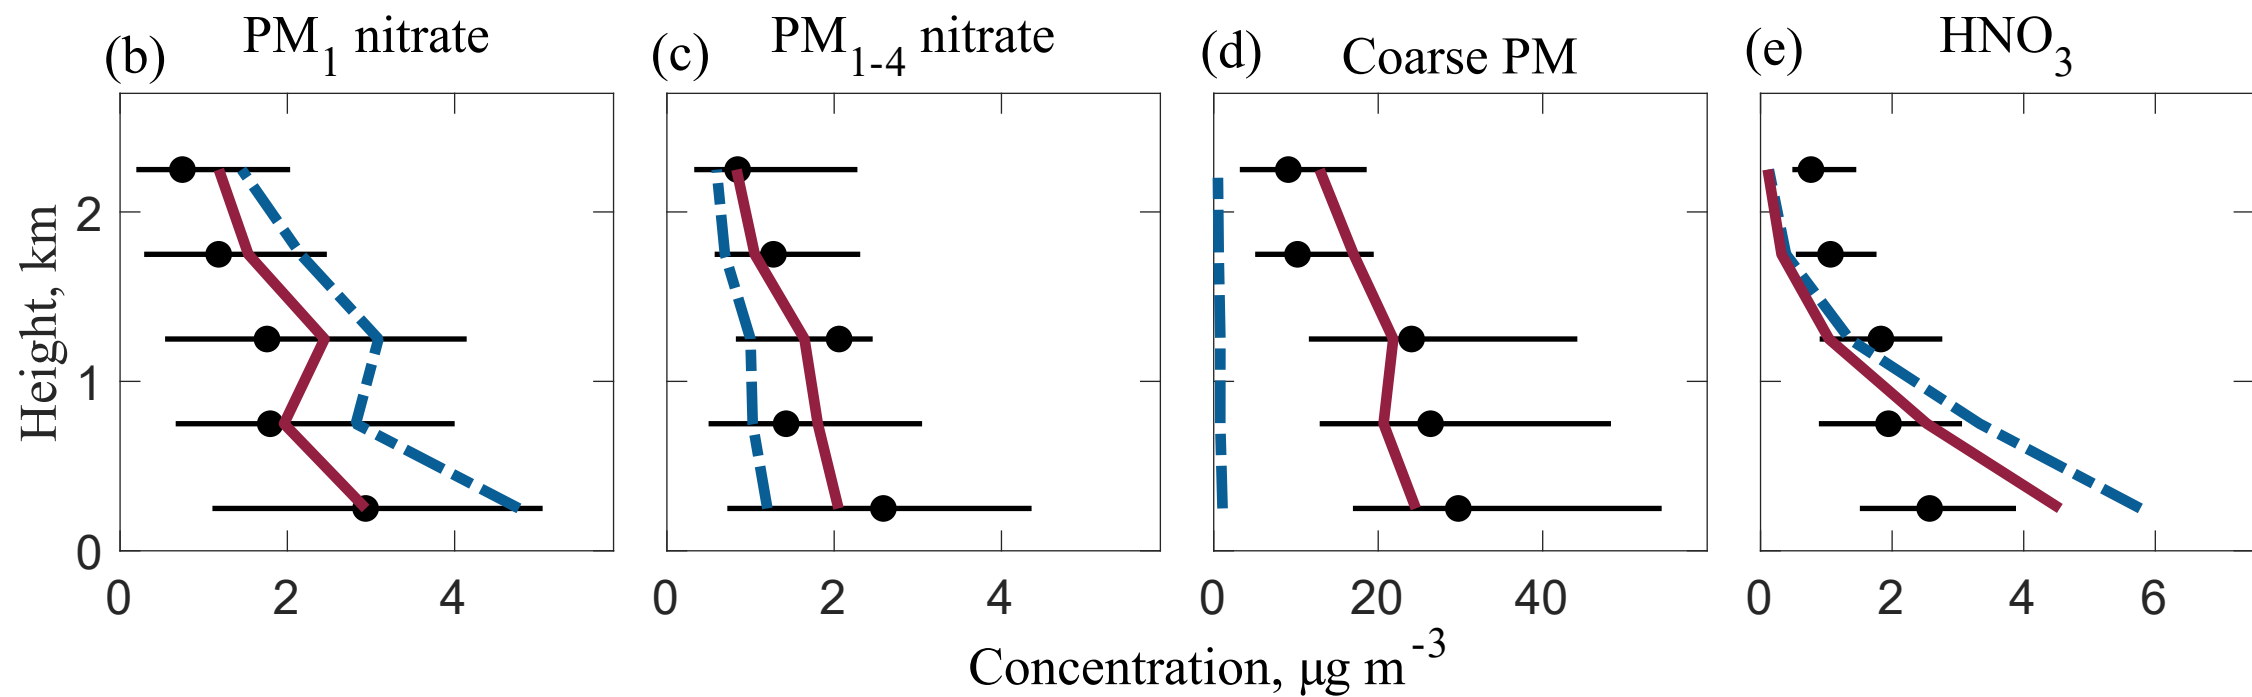 (b) PM1 nitrate
(c) PM1-4 nitrate
(d) Coarse PM
(e) HNO3
Height, km
2
1
0
0 2 4
0 2 4
0 20 40
0 2 4 6
Concentration, μg m-3